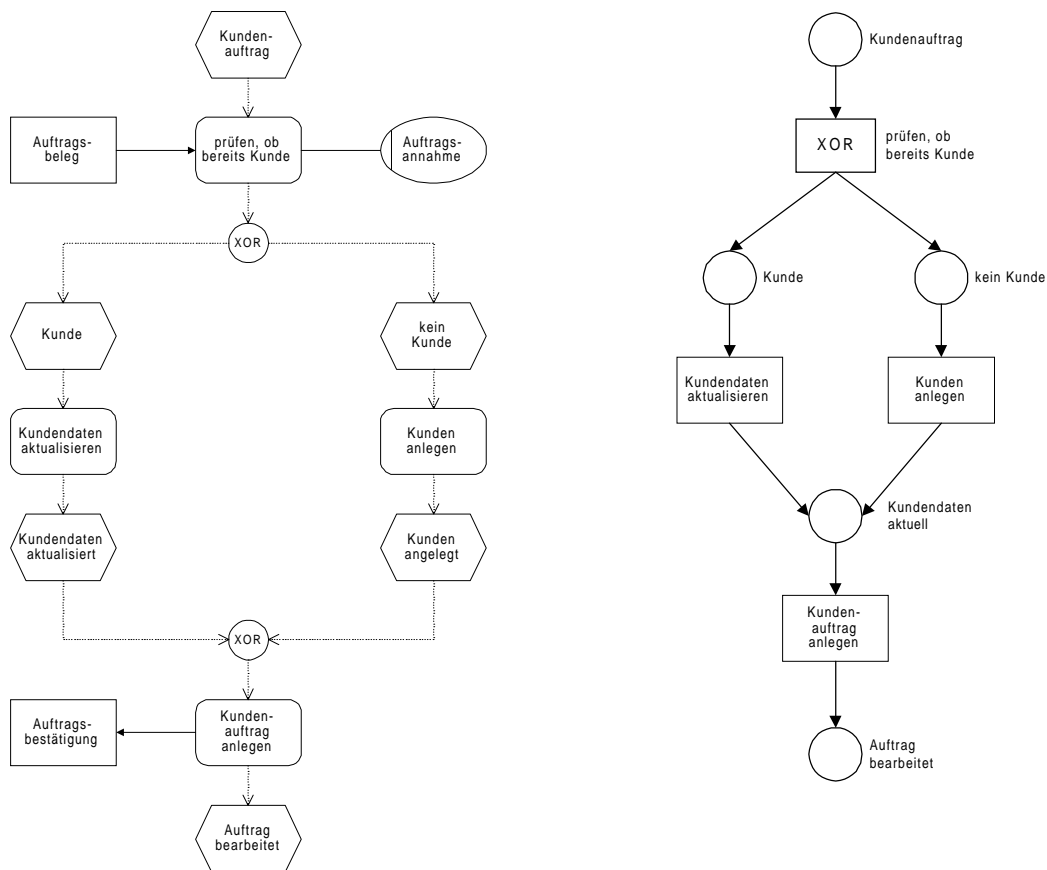 Kunden-
auftrag
Auftrags-
beleg
prüfen, ob
bereits Kunde
Auftrags-
annahme
XOR
Kunde
kein
Kunde
Kundendaten
aktualisieren
Kunden
anlegen
Kundendaten
aktualisiert
Kunden
angelegt
XOR
Auftrags-
bestätigung
Kunden-
auftrag
anlegen
Auftrag
bearbeitet
Kundenauftrag
XOR
prüfen, ob
bereits Kunde
Kunde
kein Kunde
Kundendaten
aktualisieren
Kunden
anlegen
Kundendaten
aktuell
Kunden-
auftrag
anlegen
Auftrag
bearbeitet